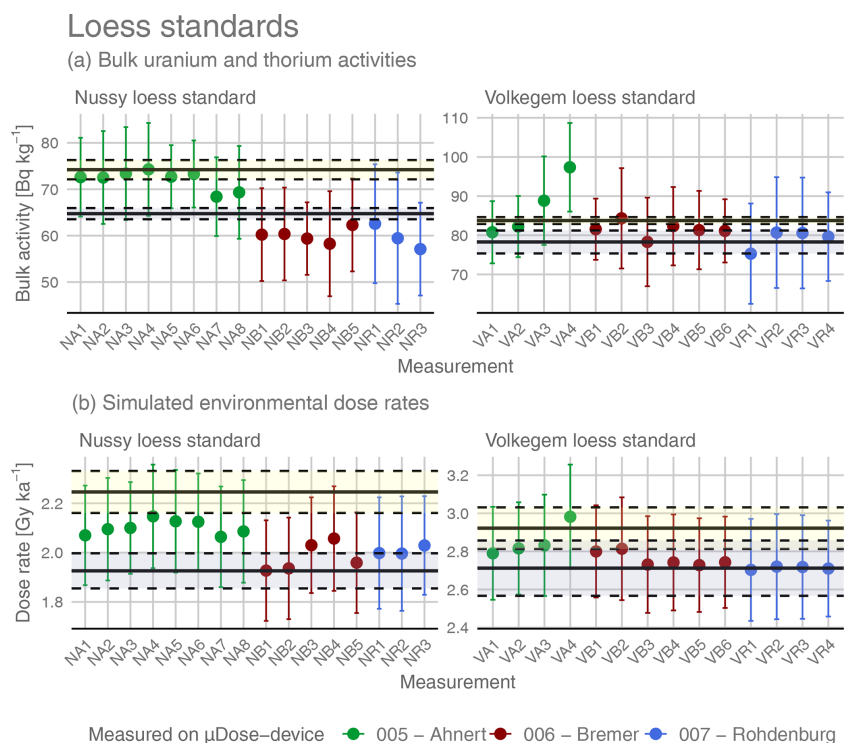 Loess standards
(a) Bulk uranium and thorium activities
Nussy loess standard
Volkegem loess standard
Bulk activity [Bq kg⁻¹]
80
70
60
50
110
100
90
80
70
NA1 NA2 NA3 NA4 NA5 NA6 NA7 NA8 NB1 NB2 NB3 NB4 NB5 NR1 NR2 NR3
VA1 VA2 VA3 VA4 VB1 VB2 VB3 VB4 VB5 VB6 VR1 VR2 VR3 VR4
Measurement
(b) Simulated environmental dose rates
Nussy loess standard
Volkegem loess standard
Dose rate [Gy ka⁻¹]
2.2
2.0
1.8
3.2
3.0
2.8
2.6
2.4
NA1 NA2 NA3 NA4 NA5 NA6 NA7 NA8 NB1 NB2 NB3 NB4 NB5 NR1 NR2 NR3
VA1 VA2 VA3 VA4 VB1 VB2 VB3 VB4 VB5 VB6 VR1 VR2 VR3 VR4
Measurement
Measured on μDose−device 005 − Ahnert 006 − Bremer 007 − Rohdenburg